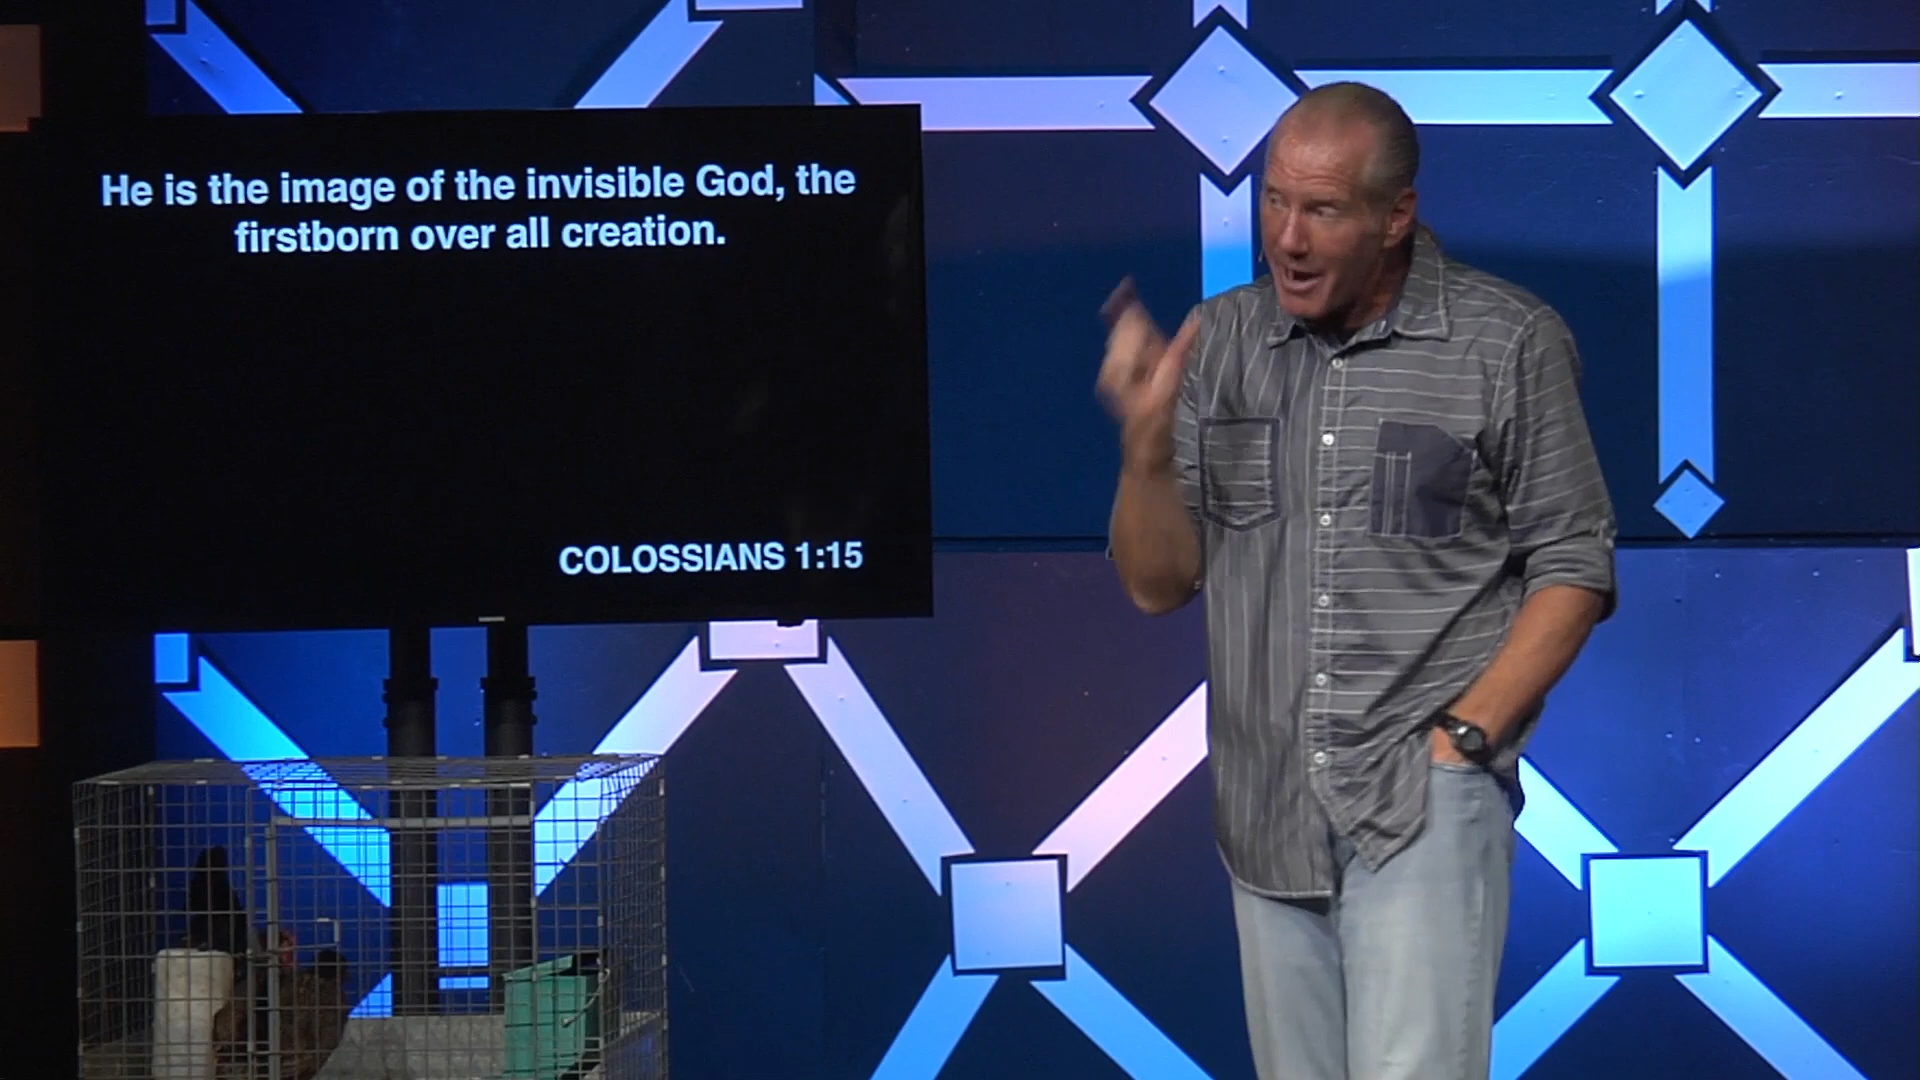 He is the image of the invisible God, the
firstborn over all creation.
COLOSSIANS 1:15